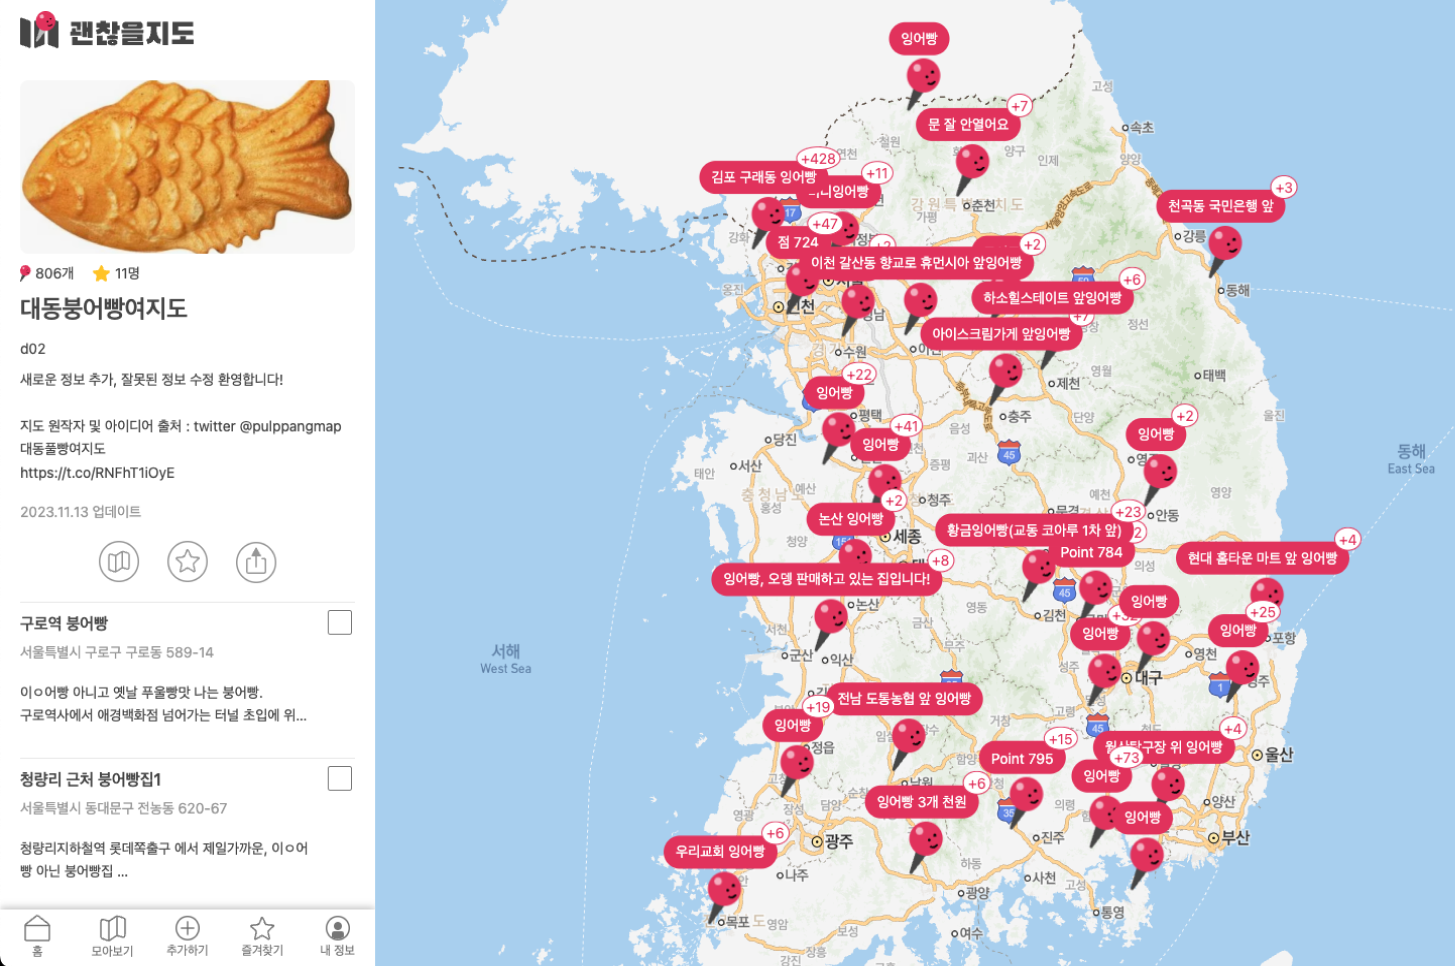 괜찮을지도
806개
11명
대동붕어빵여지도
d02
새로운 정보 추가, 잘못된 정보 수정 환영합니다!
지도 원작자 및 아이디어 출처 : twitter @pulppangmap
대동풀빵여지도
https://t.co/RNFhT1iOyE
2023.11.13 업데이트
구로역 붕어빵
서울특별시 구로구 구로동 589-14
이ㅇ어빵 아니고 옛날 푸울빵맛 나는 붕어빵.
구로역사에서 애경백화점 넘어가는 터널 초입에 위...
청량리 근처 붕어빵집1
서울특별시 동대문구 전농동 620-67
청량리지하철역 롯데쪽출구 에서 제일가까운, 이ㅇ어
빵 아닌 붕어빵집 ...
홈
모아보기
추가하기
즐겨찾기
내 정보
잉어빵
고성
+7
문 잘 안열어요
속초
철원
연천
양구
인제
양양
+428
김포 구래동 잉어빵
+11
미니잉어빵
+3
천곡동 국민은행 앞
17
춘천
가평
강화
+47
점 724
강릉
+2
이천 갈산동 향교로 휴먼시아 앞잉어빵
+6
하소힐스테이트 앞잉어빵
옹진
인천
동해
정선
+7
아이스크림가게 앞잉어빵
수원
제천
영월
태백
+22
잉어빵
평택
충주
단양
울진
음성
+2
잉어빵
+41
잉어빵
당진
서산
태안
괴산
45
증평
동해
East Sea
예산
홍성
청주
예천
영양
안동
+2
논산 잉어빵
세종
청양
+23
황금잉어빵(교동 코아루 1차 앞)
Point 784
+4
현대 홈타운 마트 앞 잉어빵
의성
+8
잉어빵, 오뎅 판매하고 있는 집입니다!
45
논산
영동
김천
금산
잉어빵
+25
잉어빵
포항
서천
잉어빵
영천
서해
West Sea
군산
익산
무주
성주
대구
1
경주
전남 도통농협 앞 잉어빵
+19
잉어빵
정읍
거창
고령
45
+4
+15
Point 795
+73
잉어빵
울산
함양
+6
잉어빵 3개 천원
남원
담양
장성
영광
35
의령
잉어빵
양산
부산
광주
진주
+6
우리교회 잉어빵
나주
하동
사천
고성
광양
통영
목포
영암
보성
여수
장흥
강진